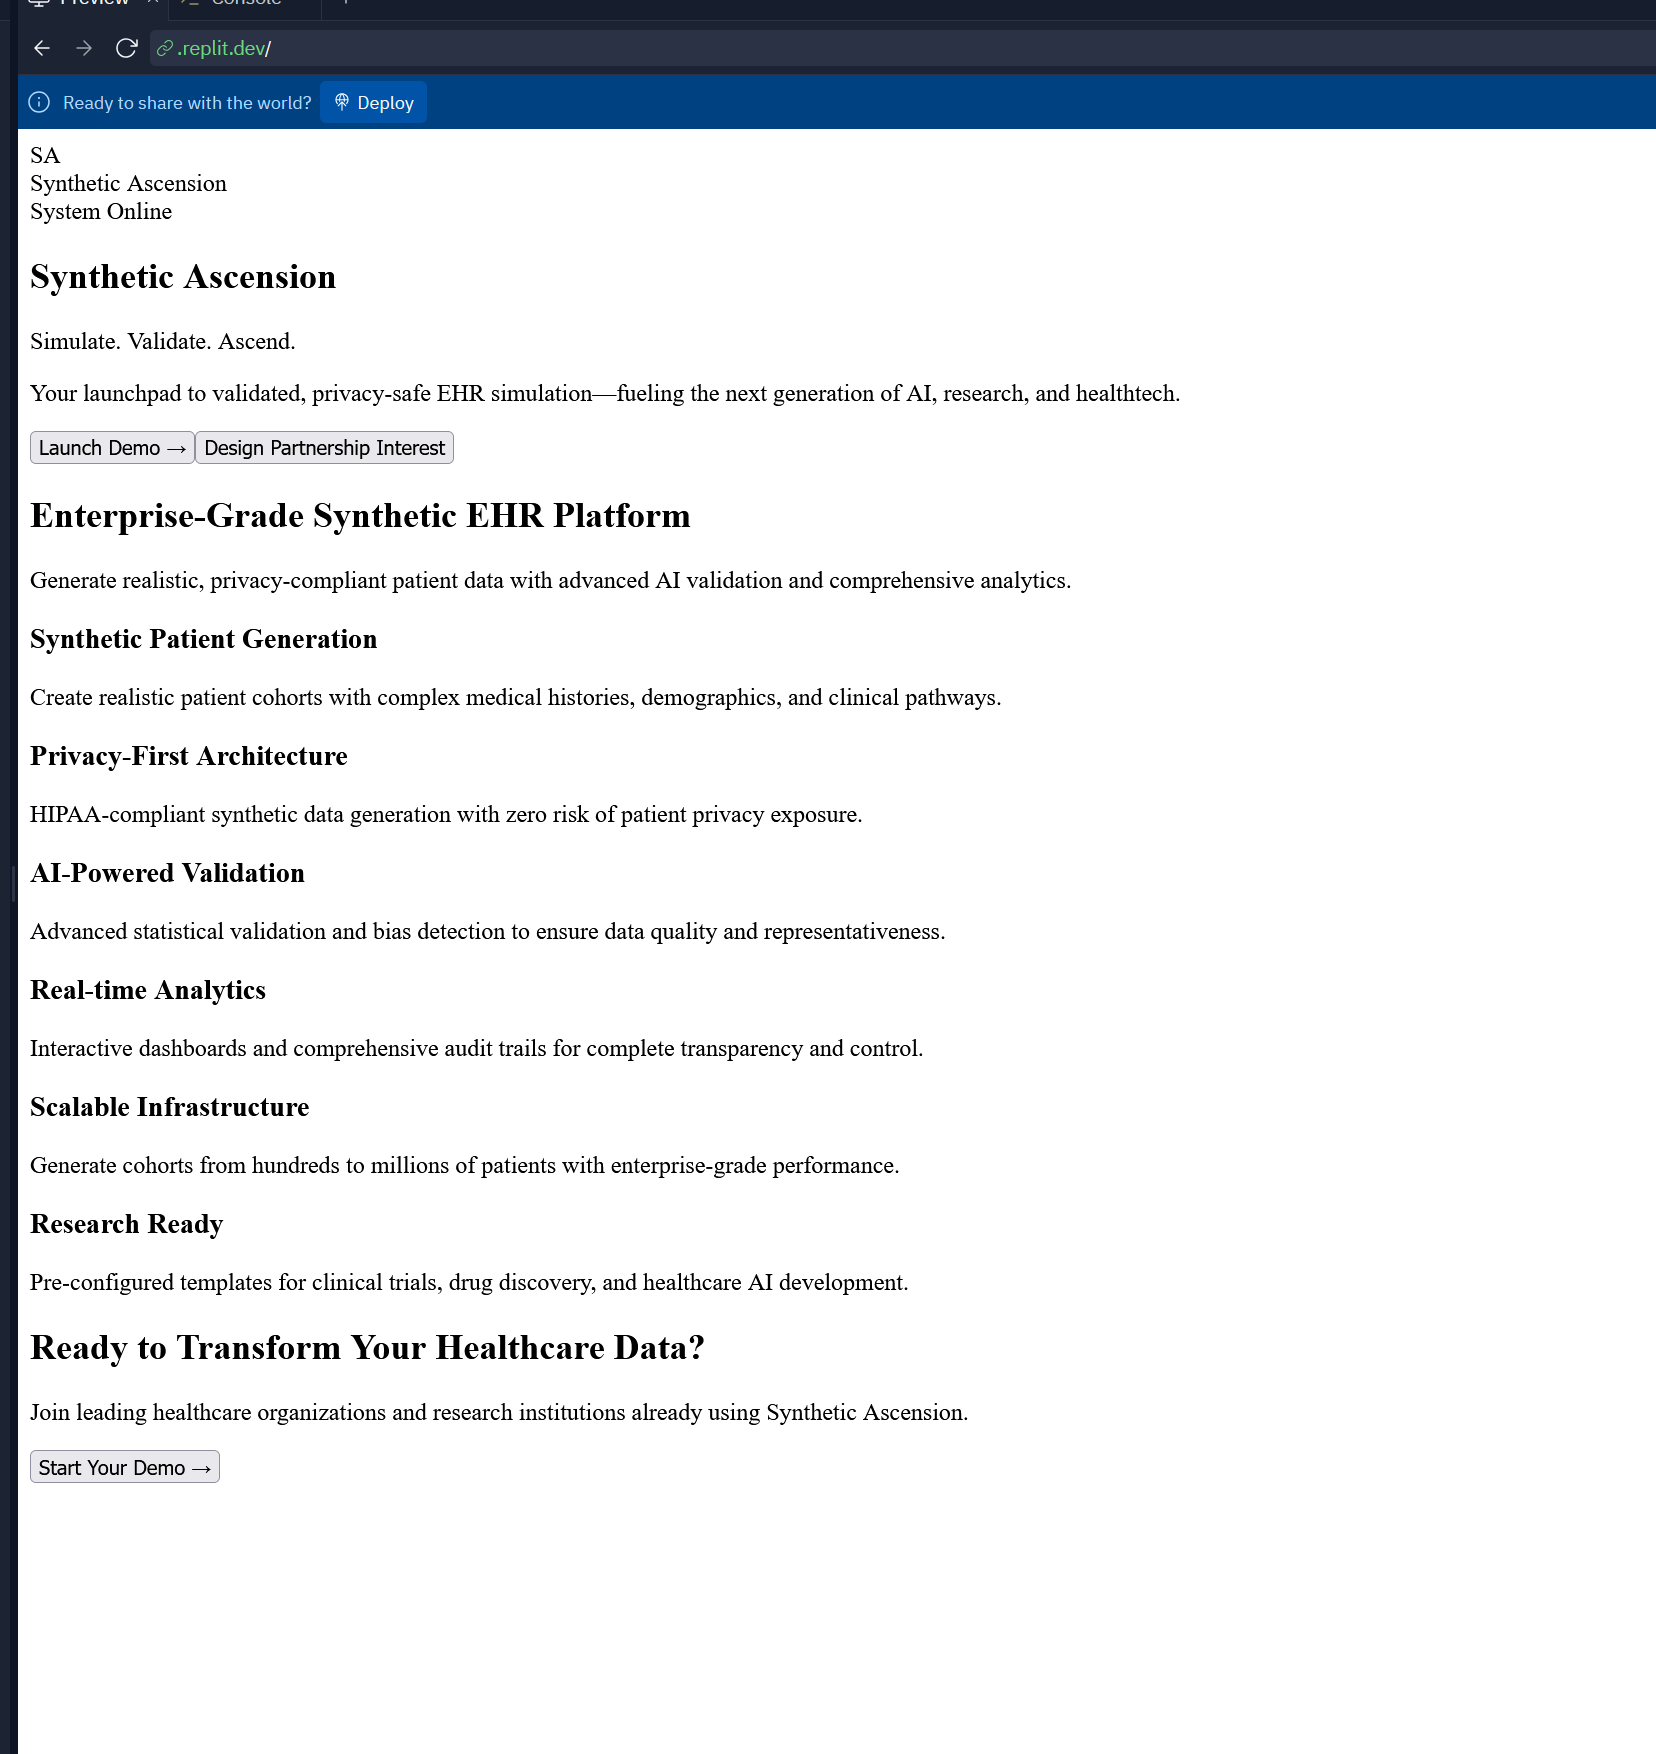 Preview
Console
.replit.dev/
Ready to share with the world?
Deploy
SA
Synthetic Ascension
System Online
Synthetic Ascension
Simulate. Validate. Ascend.
Your launchpad to validated, privacy-safe EHR simulation—fueling the next generation of AI, research, and healthtech.
Launch Demo →
Design Partnership Interest
Enterprise-Grade Synthetic EHR Platform
Generate realistic, privacy-compliant patient data with advanced AI validation and comprehensive analytics.
Synthetic Patient Generation
Create realistic patient cohorts with complex medical histories, demographics, and clinical pathways.
Privacy-First Architecture
HIPAA-compliant synthetic data generation with zero risk of patient privacy exposure.
AI-Powered Validation
Advanced statistical validation and bias detection to ensure data quality and representativeness.
Real-time Analytics
Interactive dashboards and comprehensive audit trails for complete transparency and control.
Scalable Infrastructure
Generate cohorts from hundreds to millions of patients with enterprise-grade performance.
Research Ready
Pre-configured templates for clinical trials, drug discovery, and healthcare AI development.
Ready to Transform Your Healthcare Data?
Join leading healthcare organizations and research institutions already using Synthetic Ascension.
Start Your Demo →